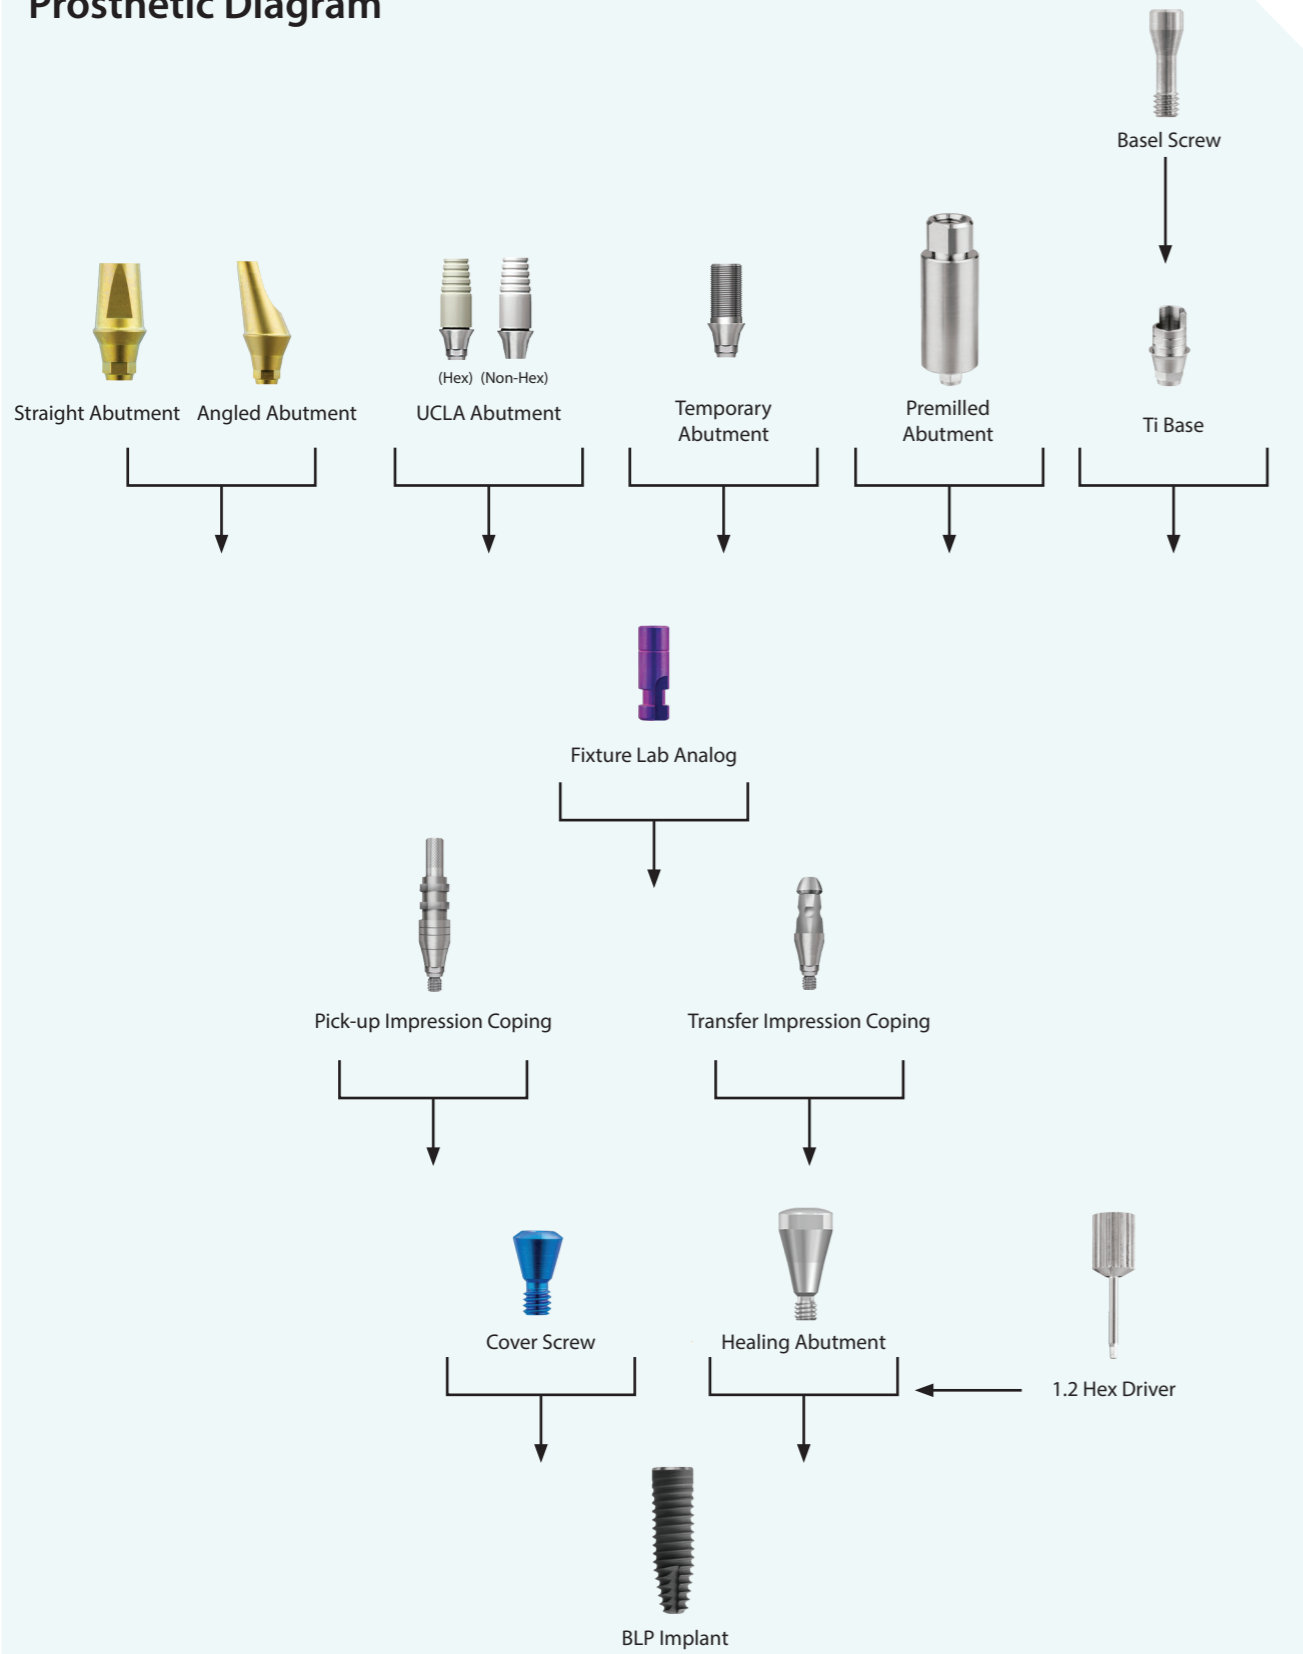 Prosthetic Diagram
Basel Screw
(Hex) (Non-Hex)
Straight Abutment
Angled Abutment
UCLA Abutment
Temporary
Abutment
Premilled
Abutment
Ti Base
Fixture Lab Analog
Pick-up Impression Coping
Transfer Impression Coping
Cover Screw
Healing Abutment
1.2 Hex Driver
BLP Implant